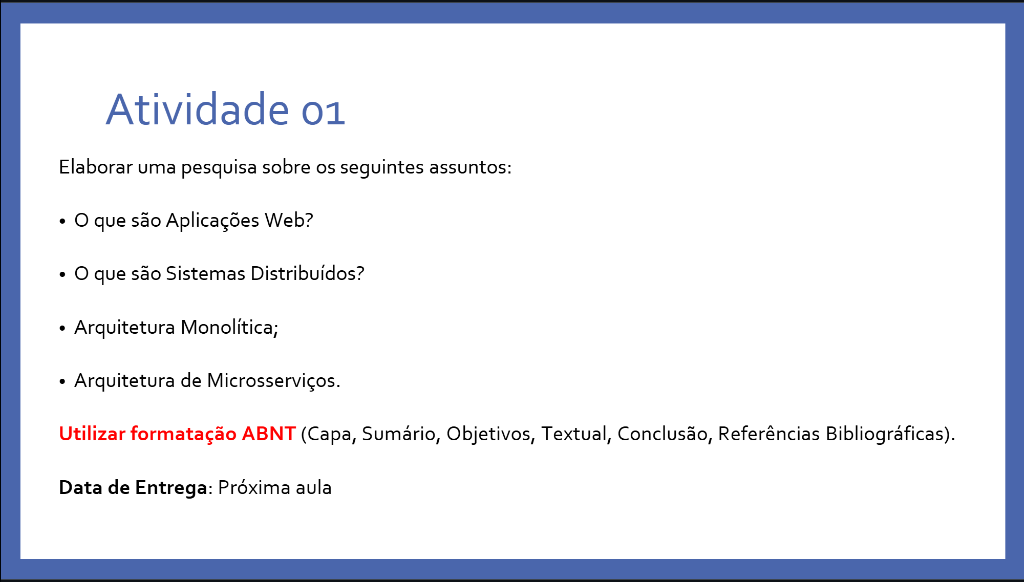 Atividade 01
Elaborar uma pesquisa sobre os seguintes assuntos:
• O que são Aplicações Web?
• O que são Sistemas Distribuídos?
• Arquitetura Monolítica;
• Arquitetura de Microsserviços.
Utilizar formatação ABNT (Capa, Sumário, Objetivos, Textual, Conclusão, Referências Bibliográficas).
Data de Entrega: Próxima aula